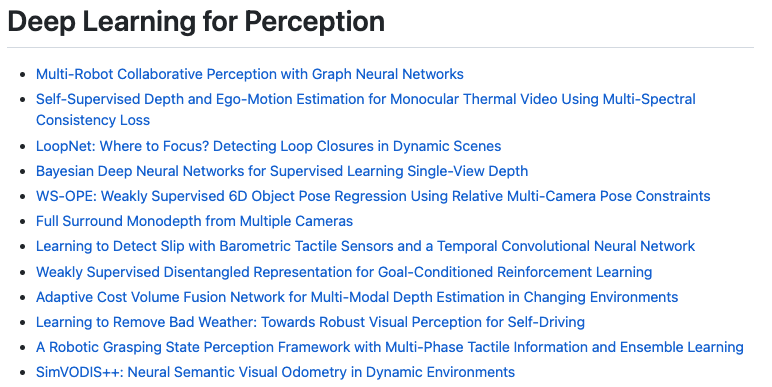 Deep Learning for Perception
Multi-Robot Collaborative Perception with Graph Neural Networks
Self-Supervised Depth and Ego-Motion Estimation for Monocular Thermal Video Using Multi-Spectral
Consistency Loss
LoopNet: Where to Focus? Detecting Loop Closures in Dynamic Scenes
Bayesian Deep Neural Networks for Supervised Learning Single-View Depth
WS-OPE: Weakly Supervised 6D Object Pose Regression Using Relative Multi-Camera Pose Constraints
Full Surround Monodepth from Multiple Cameras
Learning to Detect Slip with Barometric Tactile Sensors and a Temporal Convolutional Neural Network
Weakly Supervised Disentangled Representation for Goal-Conditioned Reinforcement Learning
Adaptive Cost Volume Fusion Network for Multi-Modal Depth Estimation in Changing Environments
Learning to Remove Bad Weather: Towards Robust Visual Perception for Self-Driving
A Robotic Grasping State Perception Framework with Multi-Phase Tactile Information and Ensemble Learning
SimVODIS++: Neural Semantic Visual Odometry in Dynamic Environments